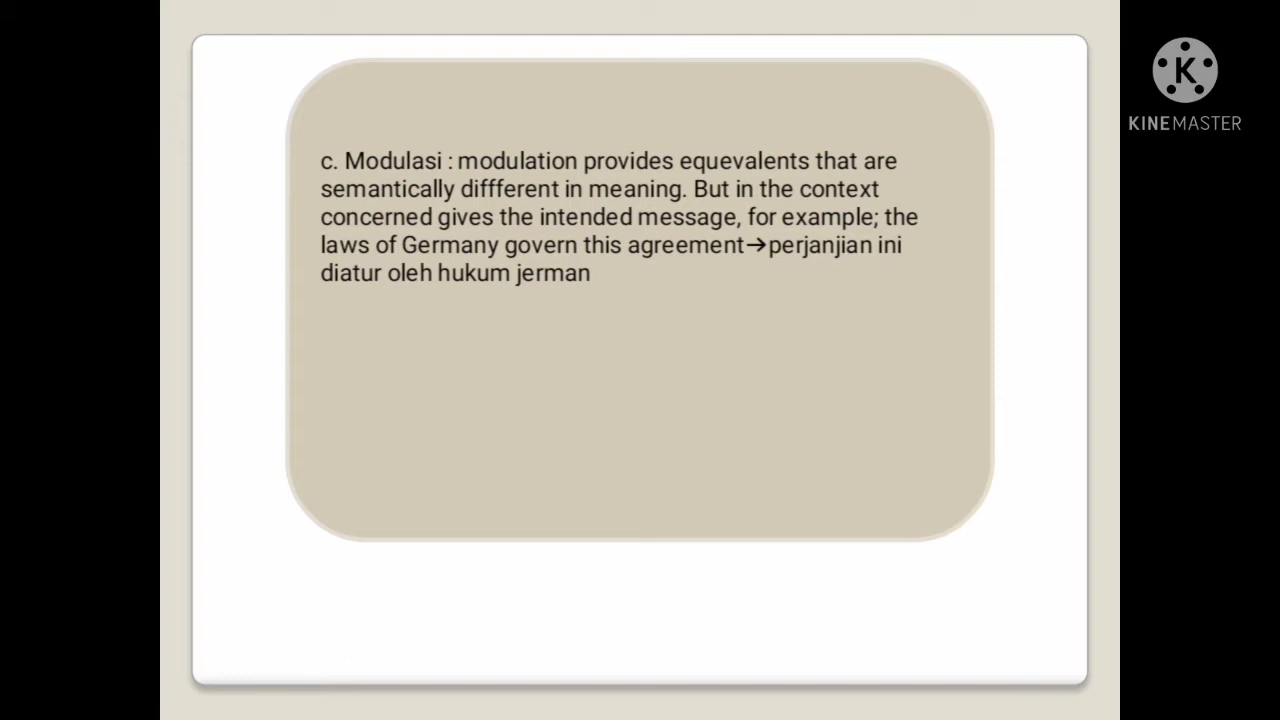 c. Modulasi : modulation provides equevalents that are
semantically diffferent in meaning. But in the context
concerned gives the intended message, for example; the
laws of Germany govern this agreement→perjanjian ini
diatur oleh hukum jerman
K
KINEMASTER